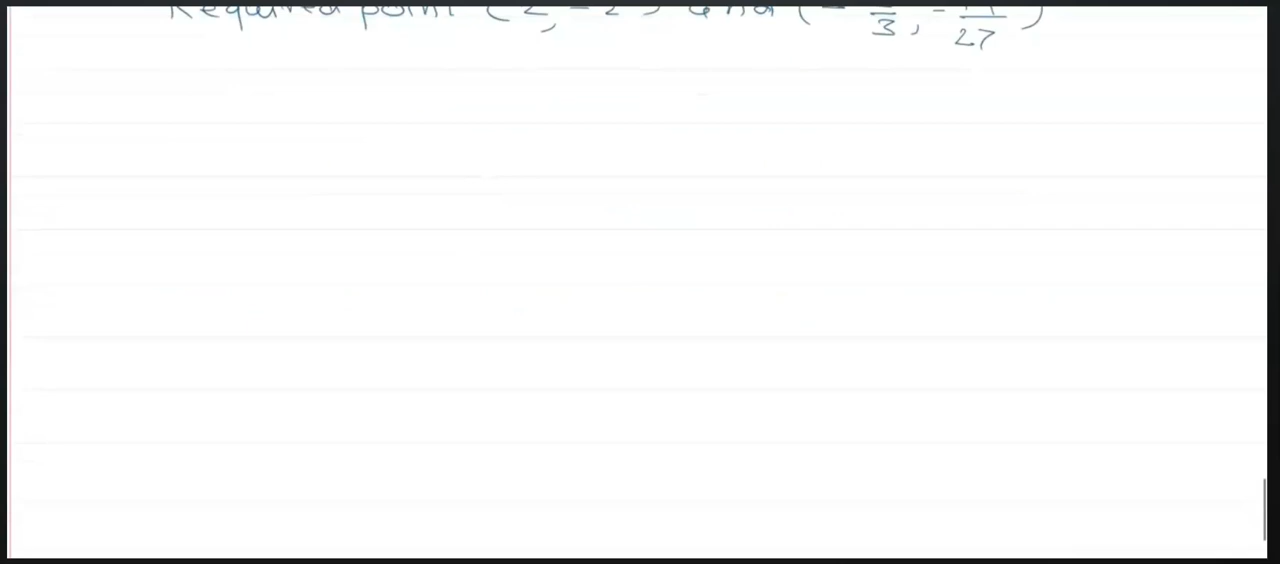 Required point (2, -2) and (- /3, - /27)